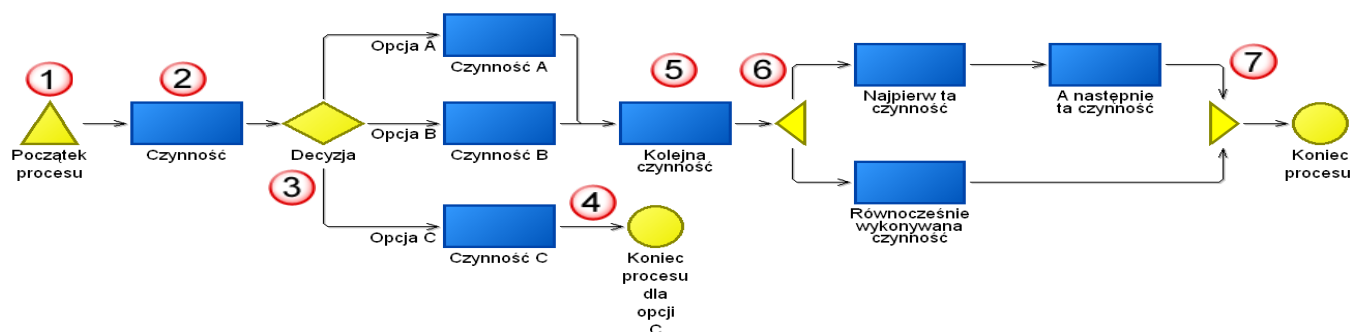 1
Początek
procesu
2
Czynność
Decyzja
3
Opcja A
Czynność A
Opcja B
Czynność B
Opcja C
Czynność C
4
Koniec
procesu
dla
opcji
C
5
Kolejna
czynność
6
Najpierw ta
czynność
A następnie
ta czynność
Równocześnie
wykonywana
czynność
7
Koniec
procesu